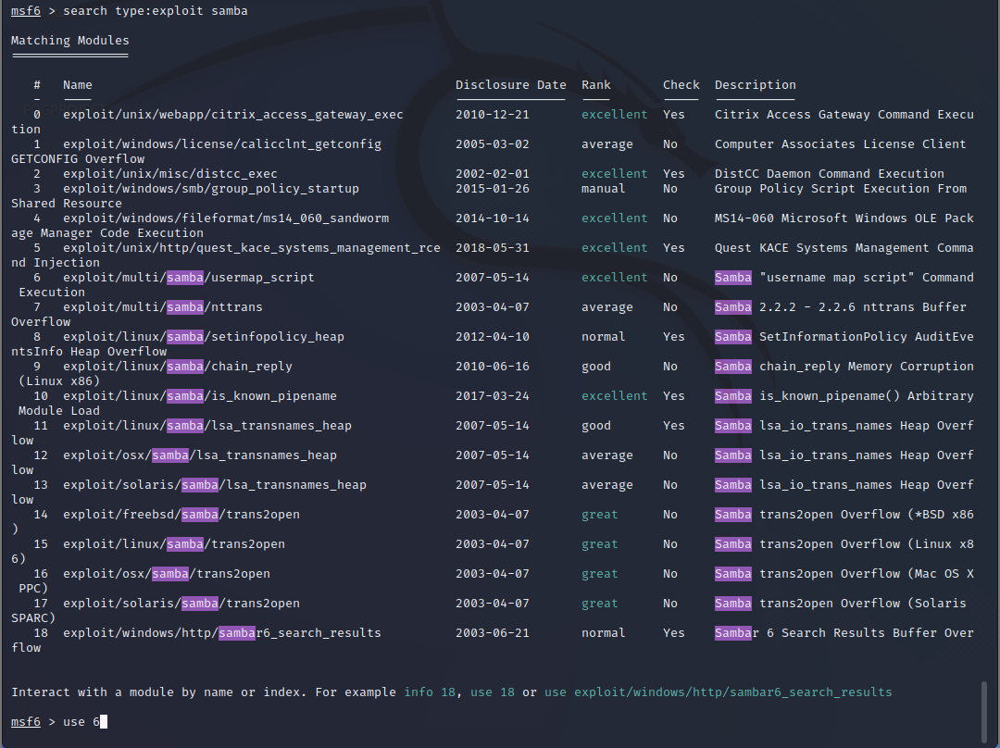 msf6 > search type:exploit samba
Matching Modules
================
# Name Disclosure Date Rank Check Description
- ---- --------------- ---- ----- -----------
0 exploit/unix/webapp/citrix_access_gateway_exec 2010-12-21 excellent Yes Citrix Access Gateway Command Execu
tion
1 exploit/windows/license/calicclnt_getconfig 2005-03-02 average No Computer Associates License Client
GETCONFIG Overflow
2 exploit/unix/misc/distcc_exec 2002-02-01 excellent Yes DistCC Daemon Command Execution
3 exploit/windows/smb/group_policy_startup 2015-01-26 manual No Group Policy Script Execution From
Shared Resource
4 exploit/windows/fileformat/ms14_060_sandworm 2014-10-14 excellent No MS14-060 Microsoft Windows OLE Pack
age Manager Code Execution
5 exploit/unix/http/quest_kace_systems_management_rce 2018-05-31 excellent Yes Quest KACE Systems Management Comma
nd Injection
6 exploit/multi/samba/usermap_script 2007-05-14 excellent No Samba "username map script" Command
Execution
7 exploit/multi/samba/nttrans 2003-04-07 average No Samba 2.2.2 - 2.2.6 nttrans Buffer
Overflow
8 exploit/linux/samba/setinfopolicy_heap 2012-04-10 normal Yes Samba SetInformationPolicy AuditEve
ntsInfo Heap Overflow
9 exploit/linux/samba/chain_reply 2010-06-16 good No Samba chain_reply Memory Corruption
(Linux x86)
10 exploit/linux/samba/is_known_pipename 2017-03-24 excellent Yes Samba is_known_pipename() Arbitrary
Module Load
11 exploit/linux/samba/lsa_transnames_heap 2007-05-14 good Yes Samba lsa_io_trans_names Heap Overf
low
12 exploit/osx/samba/lsa_transnames_heap 2007-05-14 average No Samba lsa_io_trans_names Heap Overf
low
13 exploit/solaris/samba/lsa_transnames_heap 2007-05-14 average No Samba lsa_io_trans_names Heap Overf
low
14 exploit/freebsd/samba/trans2open 2003-04-07 great No Samba trans2open Overflow (*BSD x86
)
15 exploit/linux/samba/trans2open 2003-04-07 great No Samba trans2open Overflow (Linux x8
6)
16 exploit/osx/samba/trans2open 2003-04-07 great No Samba trans2open Overflow (Mac OS X
PPC)
17 exploit/solaris/samba/trans2open 2003-04-07 great No Samba trans2open Overflow (Solaris
SPARC)
18 exploit/windows/http/sambar6_search_results 2003-06-21 normal Yes Sambar 6 Search Results Buffer Over
flow
Interact with a module by name or index. For example info 18, use 18 or use exploit/windows/http/sambar6_search_results
msf6 > use 6